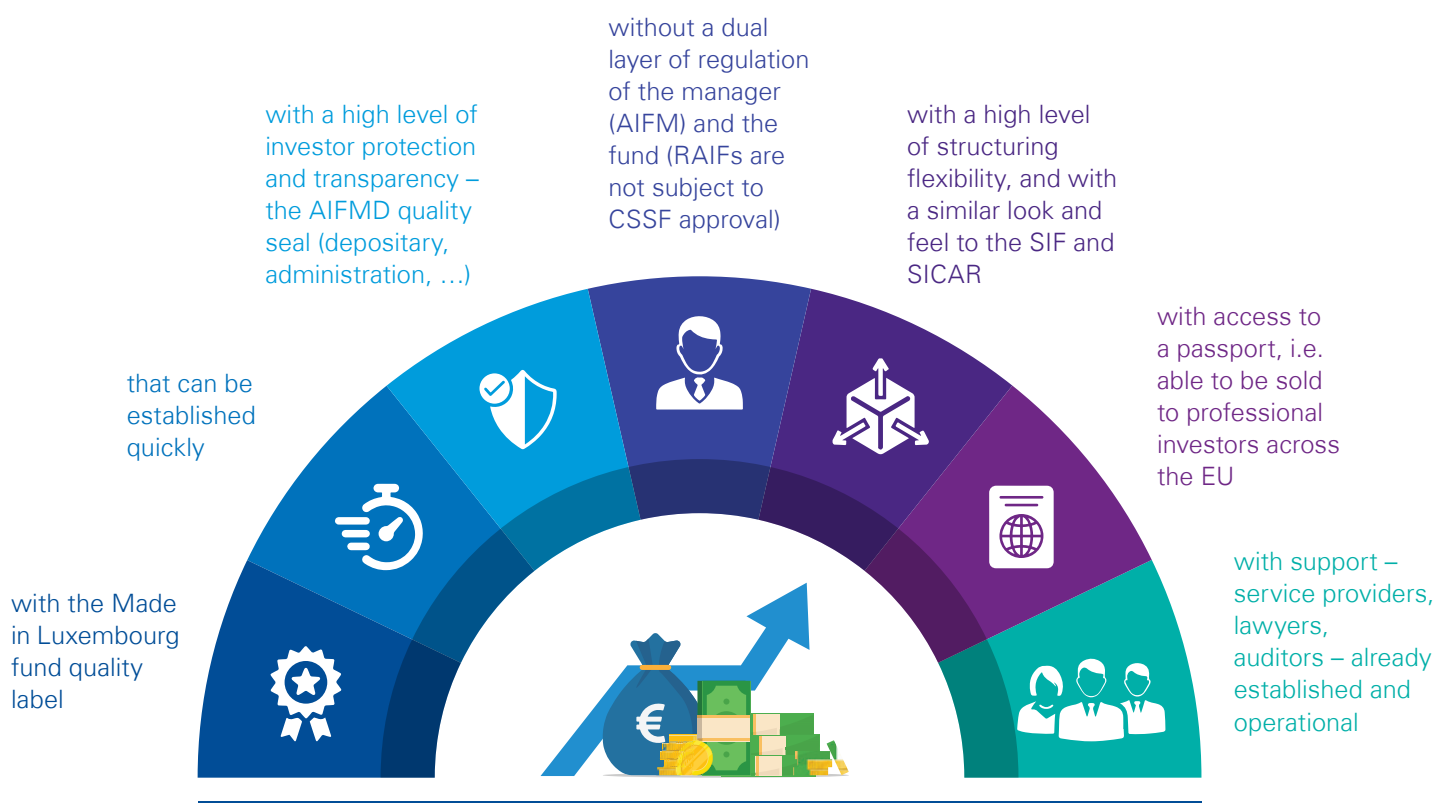 with the Made
in Luxembourg
fund quality
label
that can be
established
quickly
with a high level of
investor protection
and transparency –
the AIFMD quality
seal (depositary,
administration, …)
without a dual
layer of regulation
of the manager
(AIFM) and the
fund (RAIFs are
not subject to
CSSF approval)
with a high level
of structuring
flexibility, and with
a similar look and
feel to the SIF and
SICAR
with access to
a passport, i.e.
able to be sold
to professional
investors across
the EU
with support –
service providers,
lawyers,
auditors – already
established and
operational
€